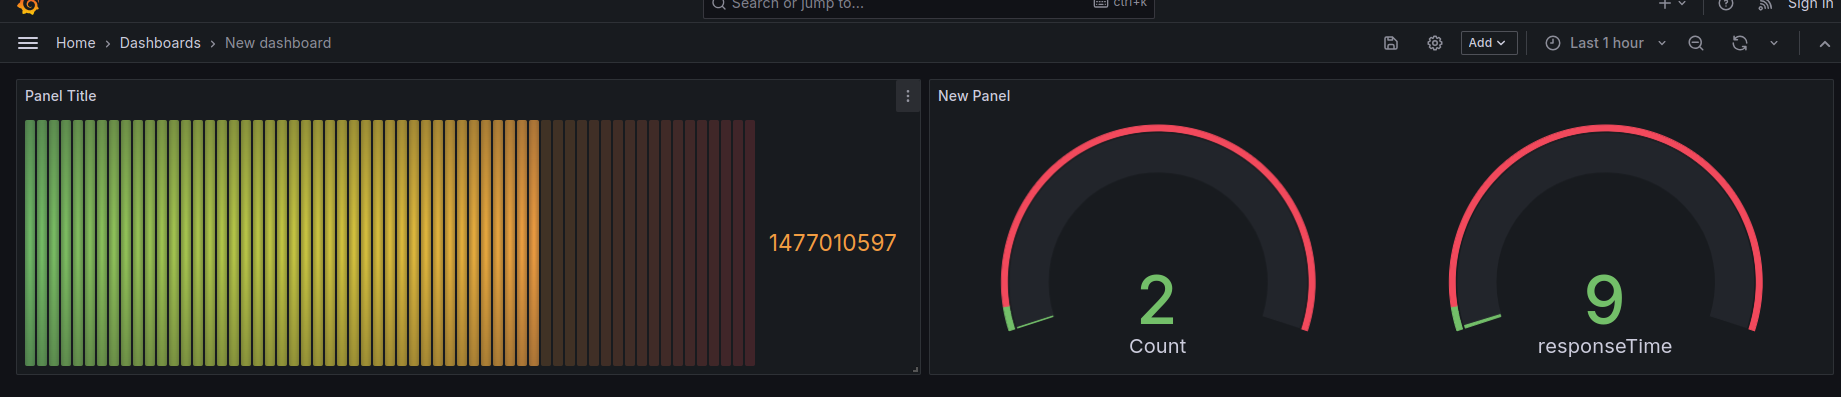 Search or jump to...
ctrl+k
Sign in
Home › Dashboards › New dashboard
Add
Last 1 hour
Panel Title
New Panel
1477010597
2
Count
9
responseTime